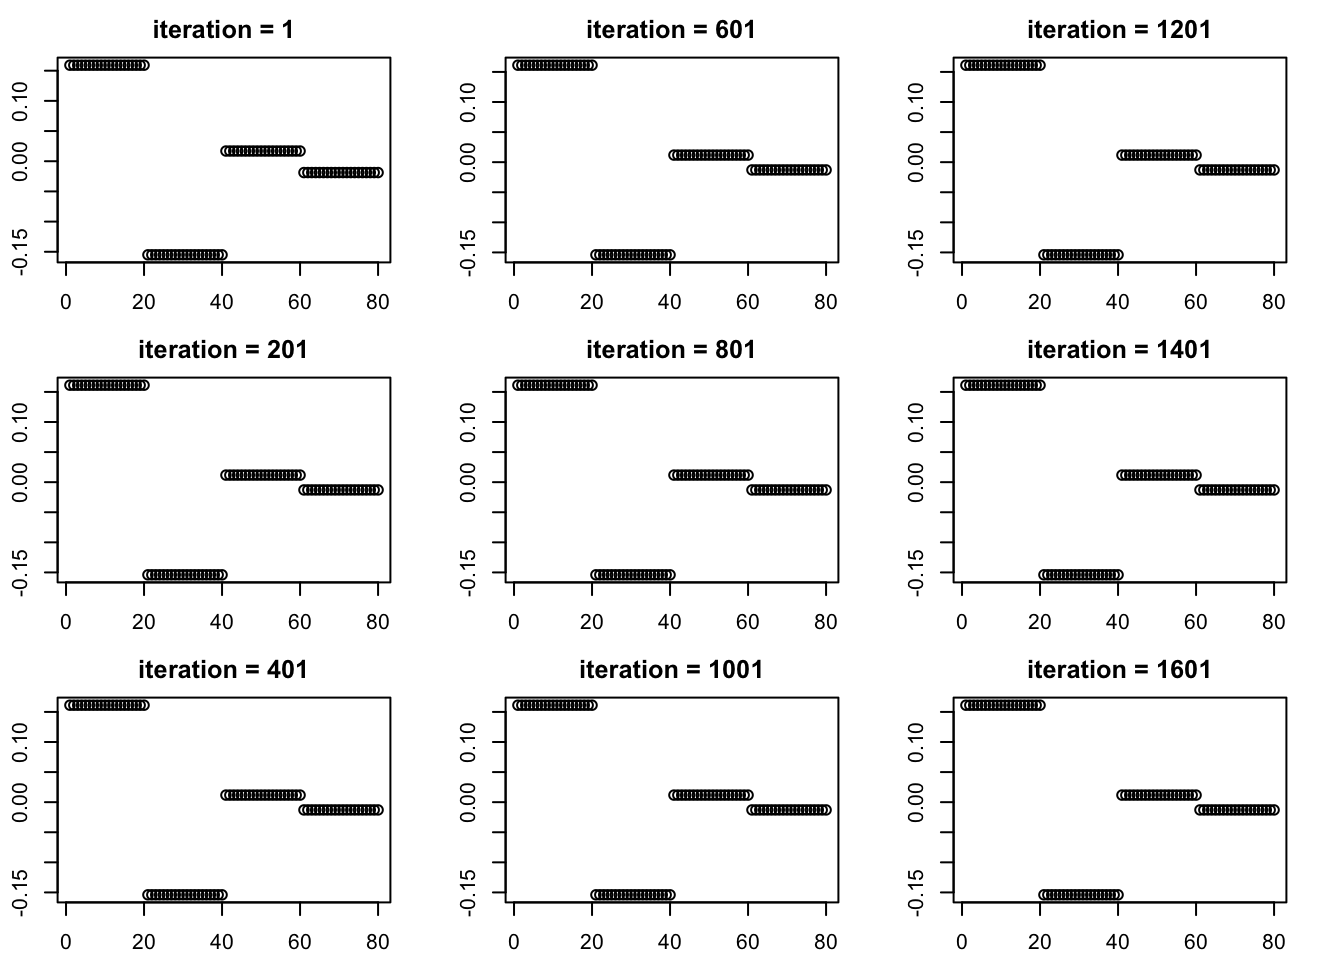 iteration = 1
0.10
0.00
-0.15
0 20 40 60 80
iteration = 601
0.10
0.00
-0.15
0 20 40 60 80
iteration = 1201
0.10
0.00
-0.15
0 20 40 60 80
iteration = 201
0.10
0.00
-0.15
0 20 40 60 80
iteration = 801
0.10
0.00
-0.15
0 20 40 60 80
iteration = 1401
0.10
0.00
-0.15
0 20 40 60 80
iteration = 401
0.10
0.00
-0.15
0 20 40 60 80
iteration = 1001
0.10
0.00
-0.15
0 20 40 60 80
iteration = 1601
0.10
0.00
-0.15
0 20 40 60 80